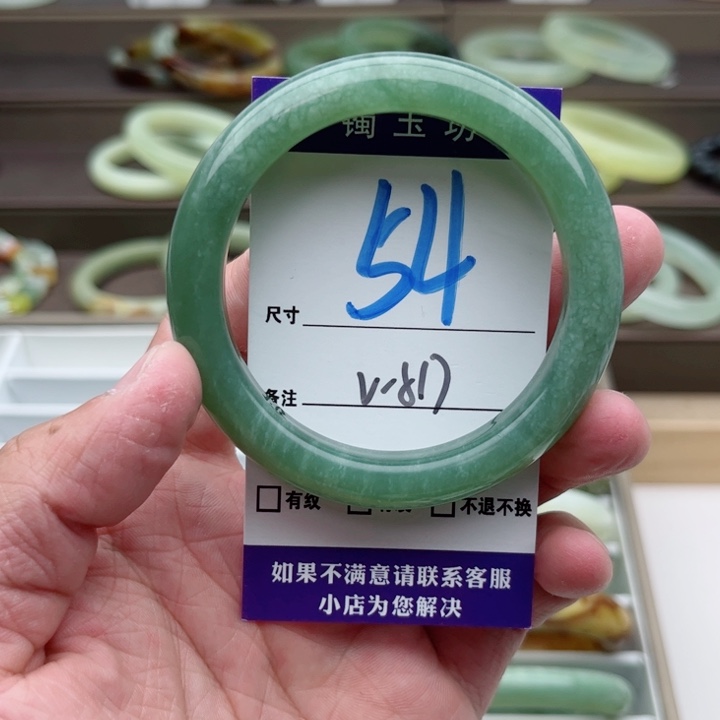 镯玉坊
54
尺寸
备注
V-817
有纹
不退不换
如果不满意请联系客服
小店为您解决